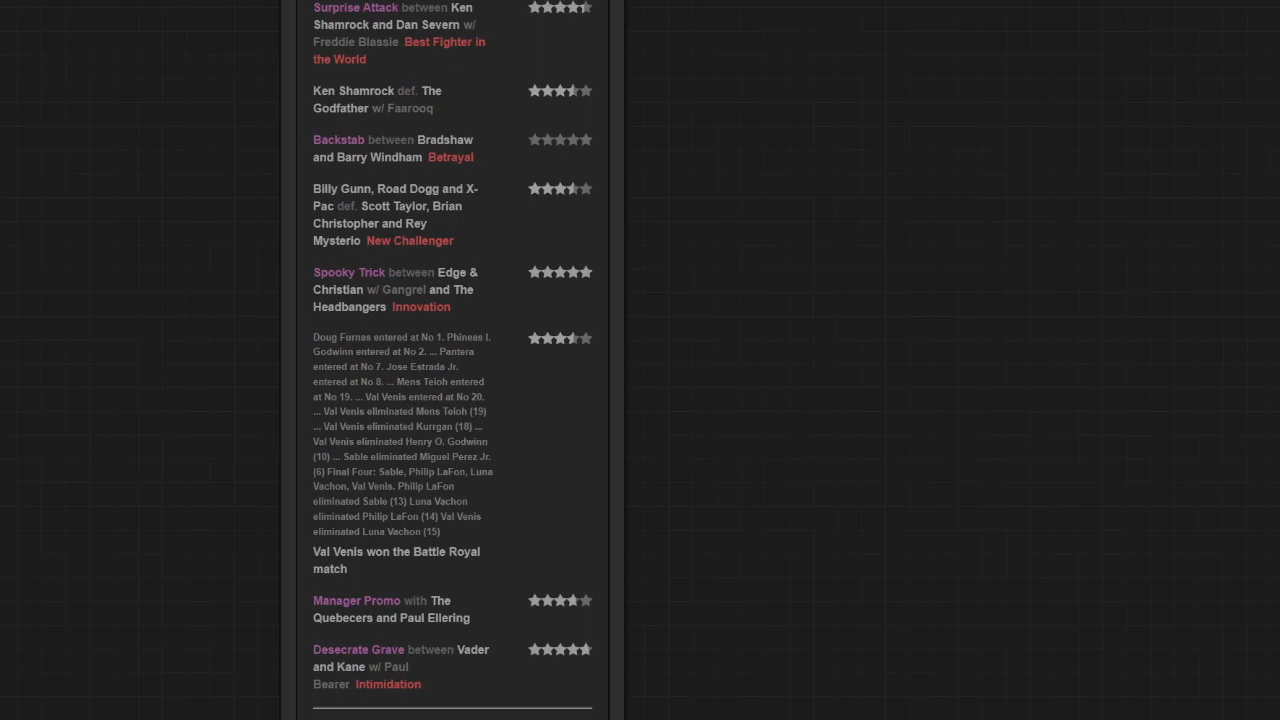 Surprise Attack between Ken
Shamrock and Dan Severn w/
Freddie Blassie Best Fighter in
the World
Ken Shamrock def. The
Godfather w/ Faarooq
Backstab between Bradshaw
and Barry Windham Betrayal
Billy Gunn, Road Dogg and X-
Pac def. Scott Taylor, Brian
Christopher and Rey
Mysterio New Challenger
Spooky Trick between Edge &
Christian w/ Gangrel and The
Headbangers Innovation
Doug Furnas entered at No 1. Phineas I.
Godwinn entered at No 2. ... Pantera
entered at No 7. Jose Estrada Jr.
entered at No 8. ... Mens Teioh entered
at No 19. ... Val Venis entered at No 20.
... Val Venis eliminated Mens Teioh (19)
... Val Venis eliminated Kurrgan (18) ...
Val Venis eliminated Henry O. Godwinn
(10) ... Sable eliminated Miguel Perez Jr.
(6) Final Four: Sable, Philip LaFon, Luna
Vachon, Val Venis. Philip LaFon
eliminated Sable (13) Luna Vachon
eliminated Philip LaFon (14) Val Venis
eliminated Luna Vachon (15)
Val Venis won the Battle Royal
match
Manager Promo with The
Quebecers and Paul Ellering
Desecrate Grave between Vader
and Kane w/ Paul
Bearer Intimidation